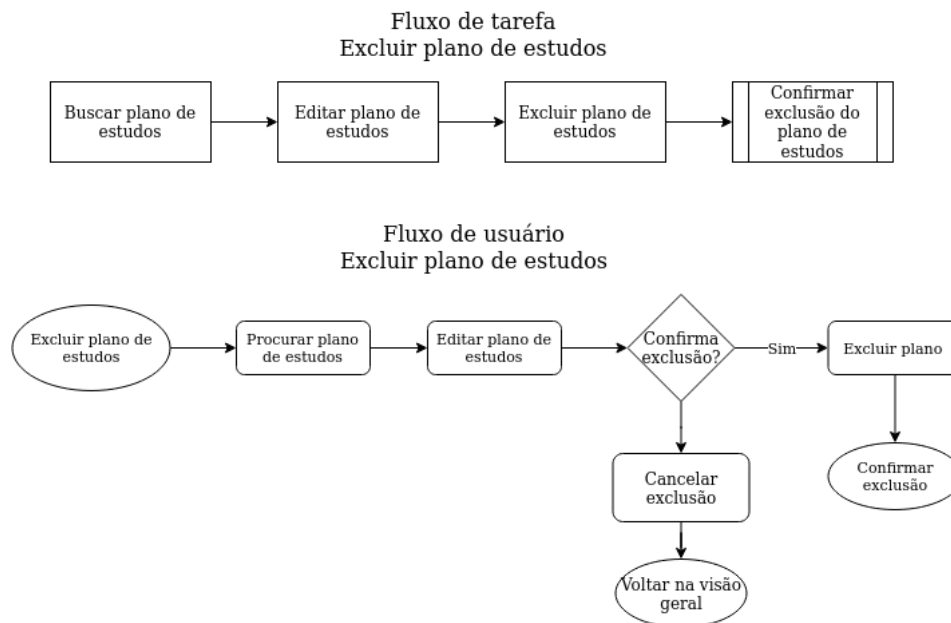 Fluxo de tarefa
Excluir plano de estudos
Buscar plano de
estudos
Editar plano de
estudos
Excluir plano de
estudos
Confirmar
exclusão do
plano de
estudos
Fluxo de usuário
Excluir plano de estudos
Excluir plano de
estudos
Procurar plano
de estudos
Editar plano de
estudos
Confirma
exclusão?
Sim
Excluir plano
Cancelar
exclusão
Confirmar
exclusão
Voltar na visão
geral